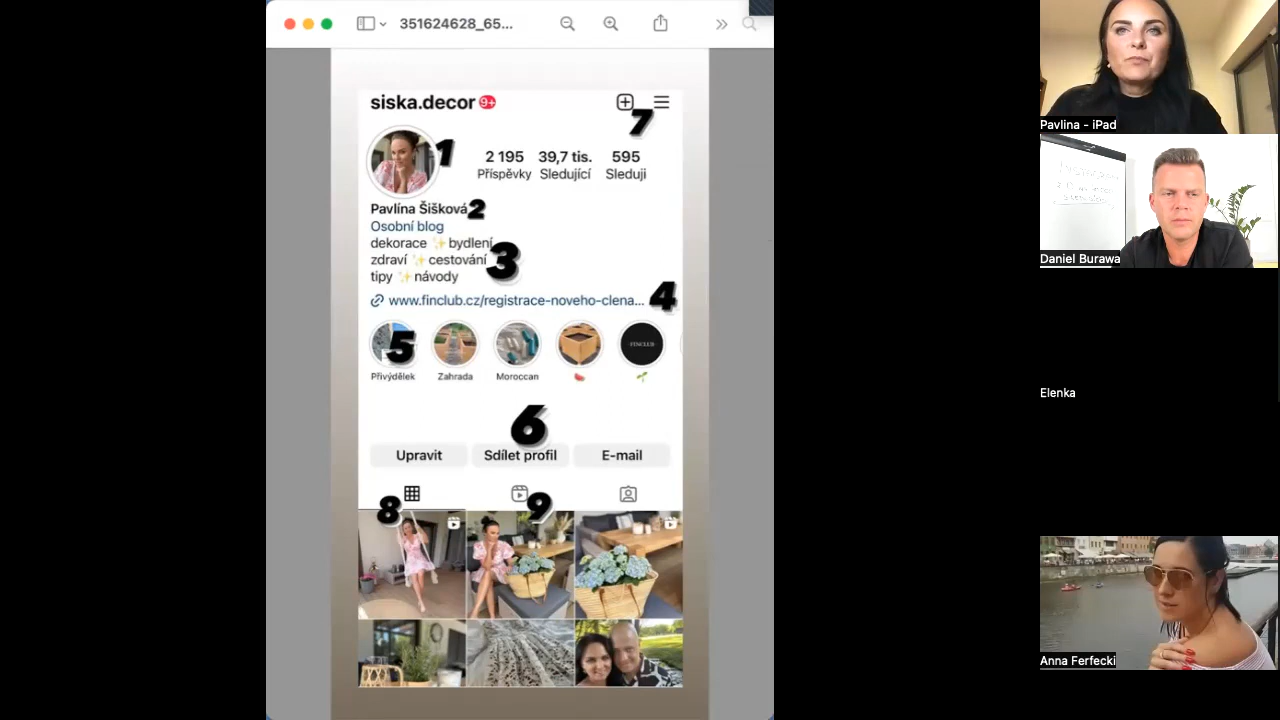 351624628_65...
siska.decor 9+
7
1
2 195 39,7 tis. 595
Příspěvky Sledující Sleduji
Pavlína Šišková 2
Osobní blog
dekorace ✨bydlení
zdraví ✨cestování
tipy ✨návody
3
www.finclub.cz/registrace-noveho-clena...
4
5
FINCLUB
Přivýdělek Zahrada Moroccan 🍉 🌱
6
Upravit Sdílet profil E-mail
8 9
Pavlina - iPad
Daniel Burawa
Elenka
Anna Ferfecki